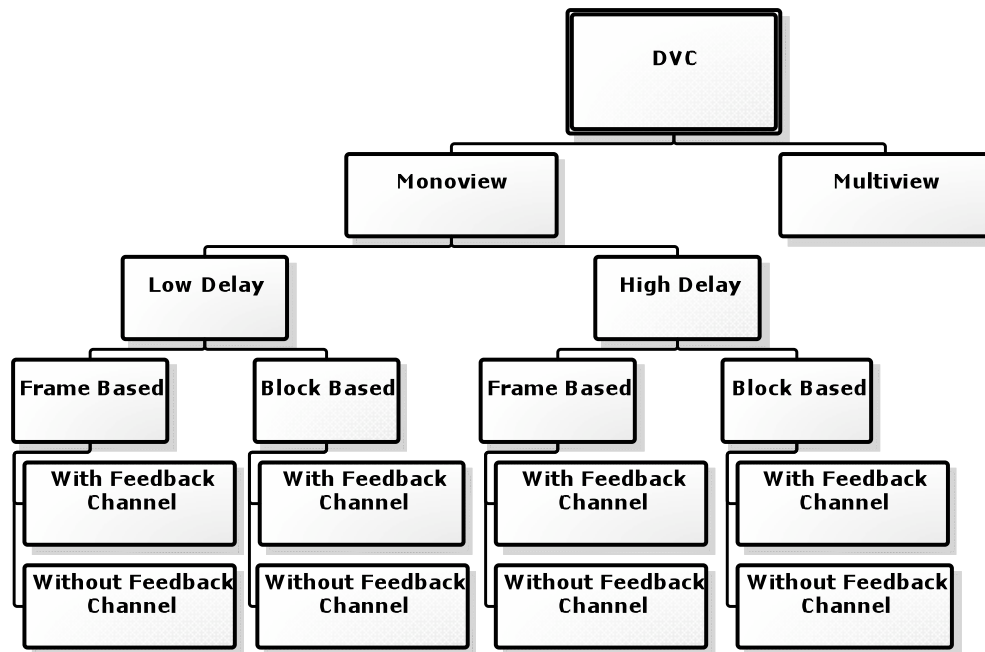 DVC
Monoview
Multiview
Low Delay
High Delay
Frame Based
Block Based
Frame Based
Block Based
With Feedback
Channel
With Feedback
Channel
With Feedback
Channel
With Feedback
Channel
Without Feedback
Channel
Without Feedback
Channel
Without Feedback
Channel
Without Feedback
Channel